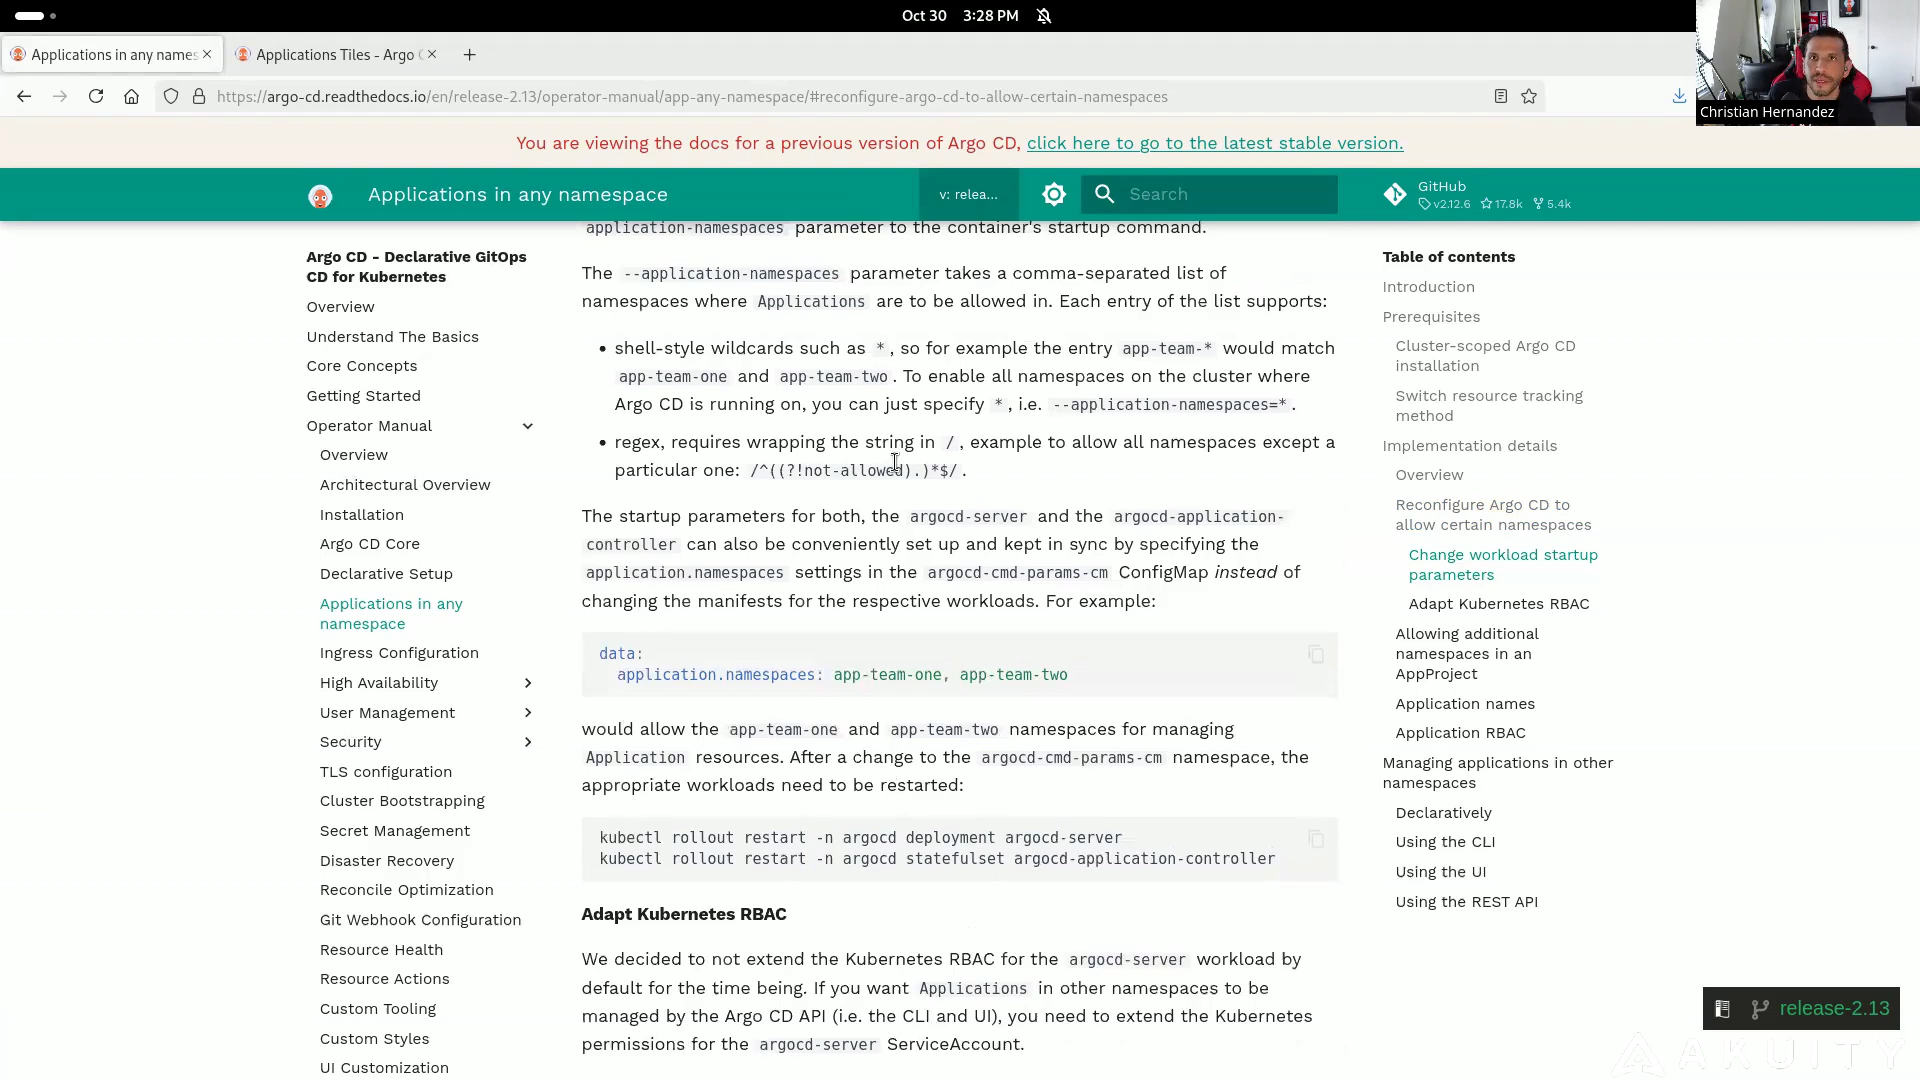 Oct 30 3:28 PM
Applications in any names
Applications Tiles - Argo
https://argo-cd.readthedocs.io/en/release-2.13/operator-manual/app-any-namespace/#reconfigure-argo-cd-to-allow-certain-namespaces
Christian Hernandez
You are viewing the docs for a previous version of Argo CD, click here to go to the latest stable version.
Applications in any namespace
v: relea...
Search
GitHub
v2.12.6 17.8k 5.4k
Argo CD - Declarative GitOps
CD for Kubernetes
Overview
Understand The Basics
Core Concepts
Getting Started
Operator Manual
Overview
Architectural Overview
Installation
Argo CD Core
Declarative Setup
Applications in any
namespace
Ingress Configuration
High Availability
User Management
Security
TLS configuration
Cluster Bootstrapping
Secret Management
Disaster Recovery
Reconcile Optimization
Git Webhook Configuration
Resource Health
Resource Actions
Custom Tooling
Custom Styles
UI Customization
application-namespaces parameter to the container's startup command.
The --application-namespaces parameter takes a comma-separated list of
namespaces where Applications are to be allowed in. Each entry of the list supports:
• shell-style wildcards such as *, so for example the entry app-team-* would match
app-team-one and app-team-two. To enable all namespaces on the cluster where
Argo CD is running on, you can just specify *, i.e. --application-namespaces=*.
• regex, requires wrapping the string in /, example to allow all namespaces except a
particular one: /^((?!not-allowed).)*$/.
The startup parameters for both, the argocd-server and the argocd-application-
controller can also be conveniently set up and kept in sync by specifying the
application.namespaces settings in the argocd-cmd-params-cm ConfigMap instead of
changing the manifests for the respective workloads. For example:
data:
application.namespaces: app-team-one, app-team-two
would allow the app-team-one and app-team-two namespaces for managing
Application resources. After a change to the argocd-cmd-params-cm namespace, the
appropriate workloads need to be restarted:
kubectl rollout restart -n argocd deployment argocd-server
kubectl rollout restart -n argocd statefulset argocd-application-controller
Adapt Kubernetes RBAC
We decided to not extend the Kubernetes RBAC for the argocd-server workload by
default for the time being. If you want Applications in other namespaces to be
managed by the Argo CD API (i.e. the CLI and UI), you need to extend the Kubernetes
permissions for the argocd-server ServiceAccount.
Table of contents
Introduction
Prerequisites
Cluster-scoped Argo CD
installation
Switch resource tracking
method
Implementation details
Overview
Reconfigure Argo CD to
allow certain namespaces
Change workload startup
parameters
Adapt Kubernetes RBAC
Allowing additional
namespaces in an
AppProject
Application names
Application RBAC
Managing applications in other
namespaces
Declaratively
Using the CLI
Using the UI
Using the REST API
release-2.13
AKUITY